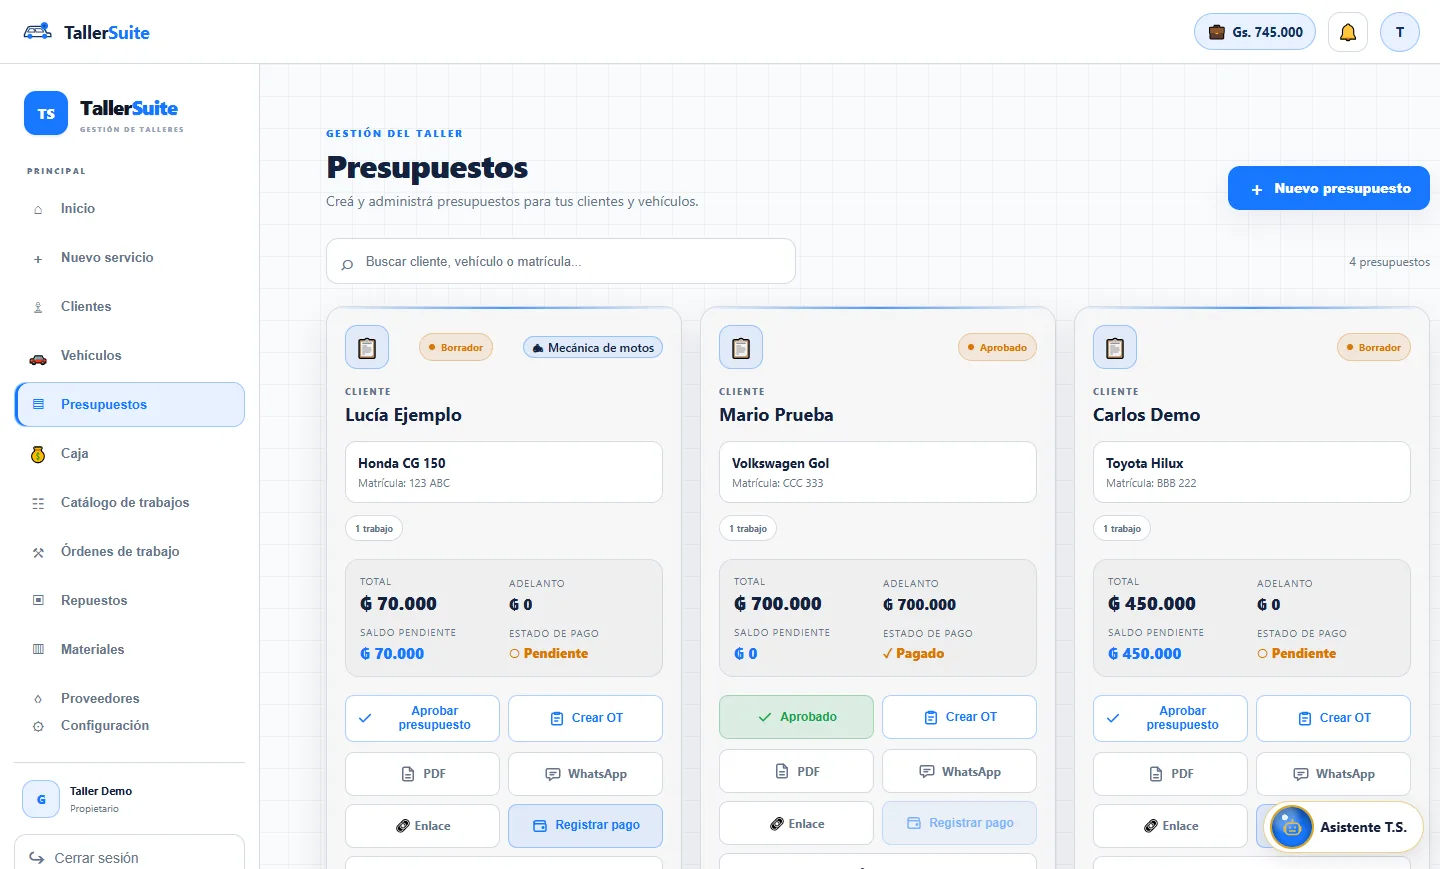 TallerSuite
Gs. 745.000
T
TS
TallerSuite
GESTIÓN DE TALLERES
PRINCIPAL
Inicio
Nuevo servicio
Clientes
Vehículos
Presupuestos
Caja
Catálogo de trabajos
Órdenes de trabajo
Repuestos
Materiales
Proveedores
Configuración
G
Taller Demo
Propietario
Cerrar sesión
GESTIÓN DEL TALLER
Presupuestos
Creá y administrá presupuestos para tus clientes y vehículos.
+ Nuevo presupuesto
Buscar cliente, vehículo o matrícula...
4 presupuestos
Borrador
Mecánica de motos
CLIENTE
Lucía Ejemplo
Honda CG 150
Matrícula: 123 ABC
1 trabajo
TOTAL
₲ 70.000
ADELANTO
₲ 0
SALDO PENDIENTE
₲ 70.000
ESTADO DE PAGO
○ Pendiente
Aprobar
presupuesto
Crear OT
PDF
WhatsApp
Enlace
Registrar pago
Aprobado
CLIENTE
Mario Prueba
Volkswagen Gol
Matrícula: CCC 333
1 trabajo
TOTAL
₲ 700.000
ADELANTO
₲ 700.000
SALDO PENDIENTE
₲ 0
ESTADO DE PAGO
✓ Pagado
Aprobado
Crear OT
PDF
WhatsApp
Enlace
Registrar pago
Borrador
CLIENTE
Carlos Demo
Toyota Hilux
Matrícula: BBB 222
1 trabajo
TOTAL
₲ 450.000
ADELANTO
₲ 0
SALDO PENDIENTE
₲ 450.000
ESTADO DE PAGO
○ Pendiente
Aprobar
presupuesto
Crear OT
PDF
WhatsApp
Enlace
Asistente T.S.